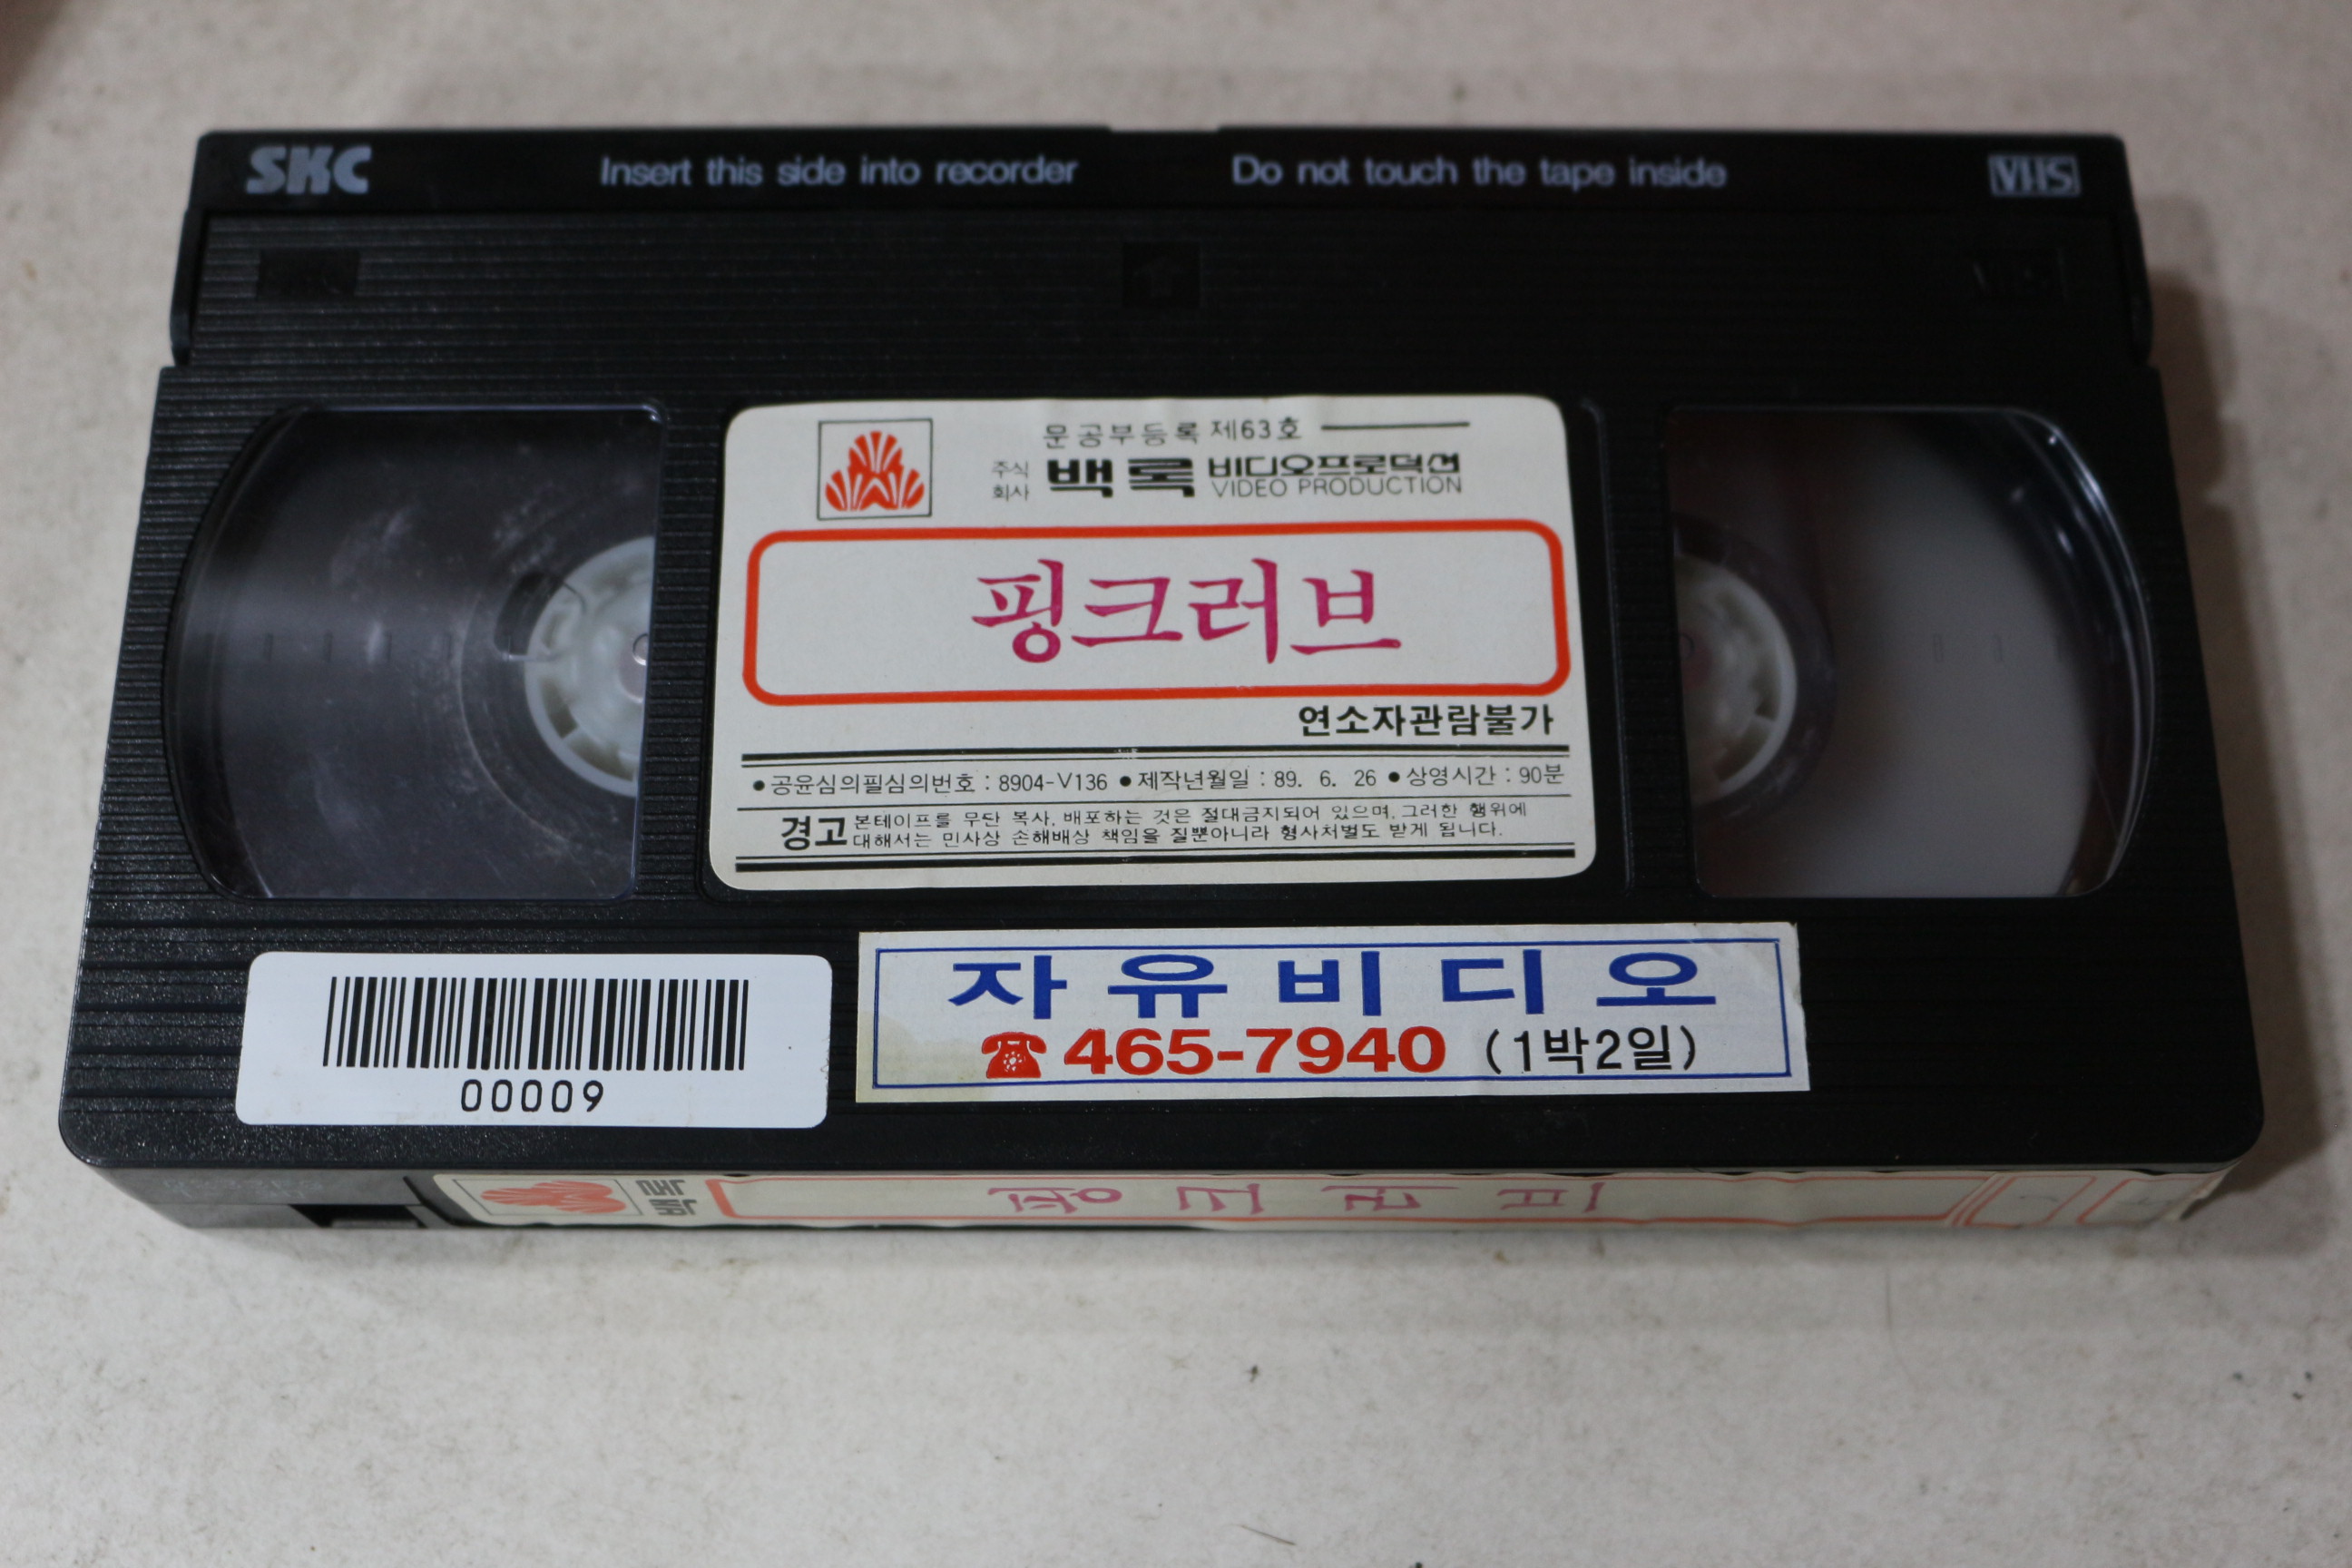 SKC
Insert this side into recorder
Do not touch the tape inside
VHS
문공부등록 제63호
주식회사 백록 비디오프로덕션
VIDEO PRODUCTION
핑크러브
연소자관람불가
•공윤심의필심의번호 : 8904-V136 •제작년월일 : 89. 6. 26 •상영시간 : 90분
경고 본테이프를 무단 복사, 배포하는 것은 절대금지되어 있으며, 그러한 행위에
대해서는 민사상 손해배상 책임을 질뿐아니라 형사처벌도 받게 됩니다.
00009
자유비디오
☎465-7940 (1박2일)
백록
핑크러브